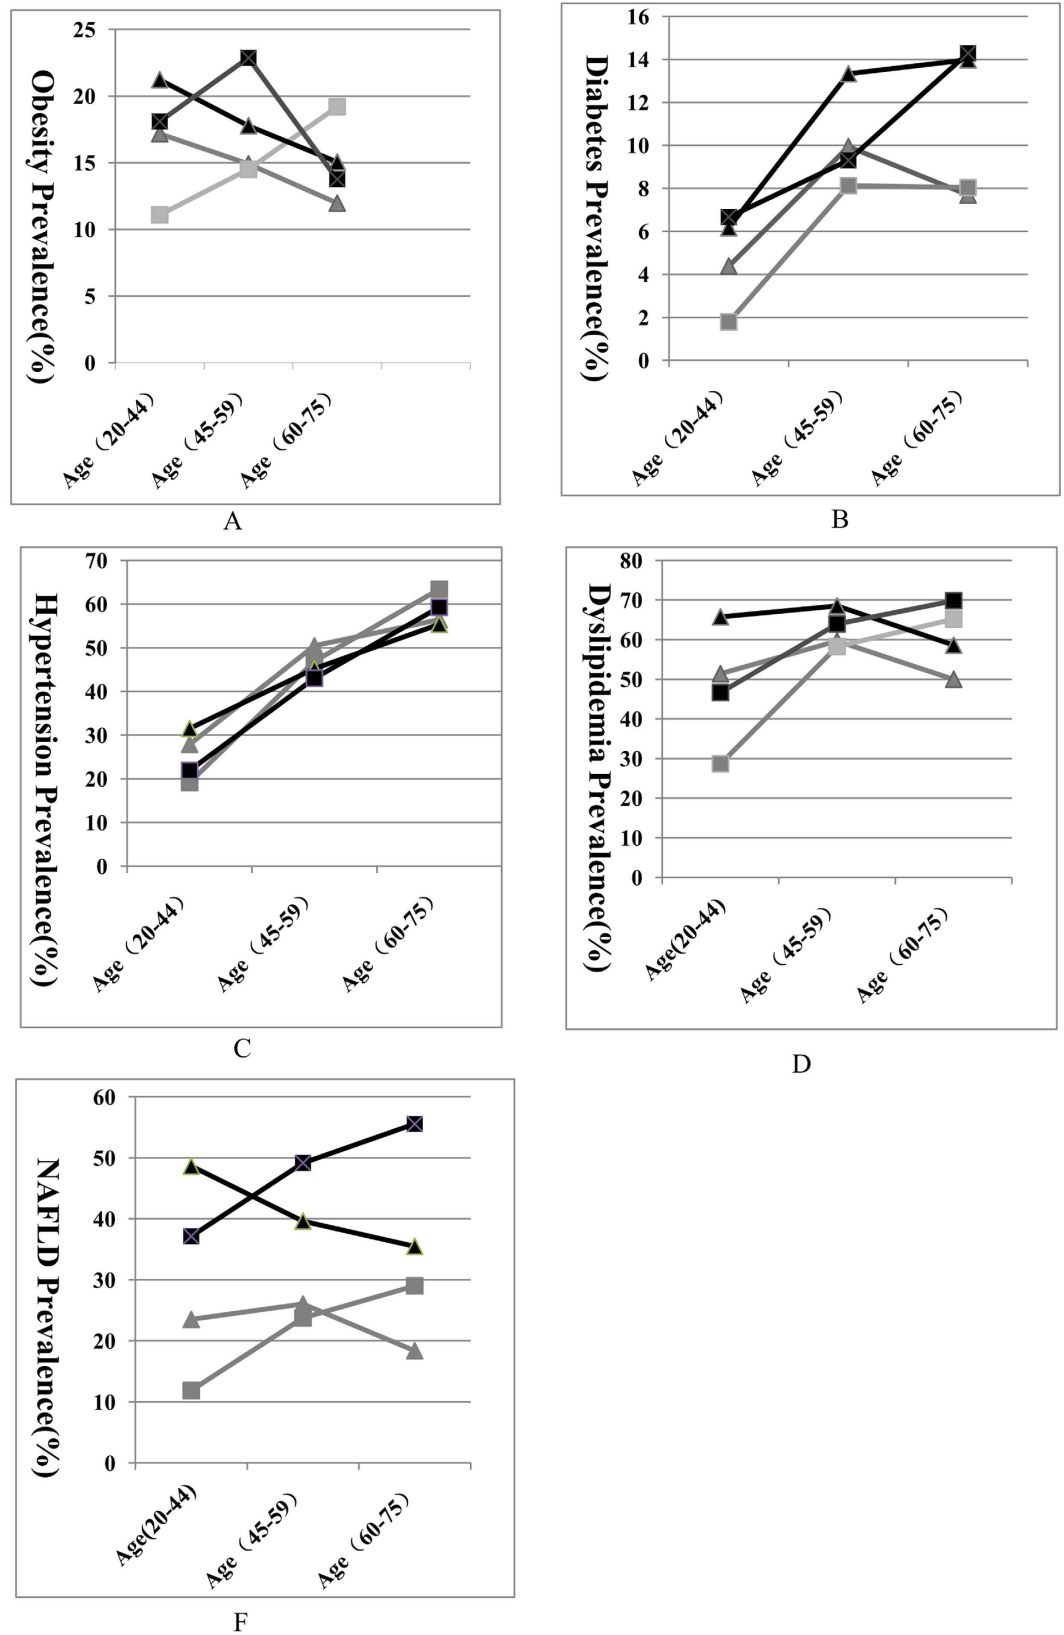 25
20
15
10
5
0
Obesity Prevalence(%)
Age（20-44）
Age（45-59）
Age（60-75）
A
16
14
12
10
8
6
4
2
0
Diabetes Prevalence(%)
Age（20-44）
Age（45-59）
Age（60-75）
B
70
60
50
40
30
20
10
0
Hypertension Prevalence(%)
Age（20-44）
Age（45-59）
Age（60-75）
C
80
70
60
50
40
30
20
10
0
Dyslipidemia Prevalence(%)
Age(20-44)
Age（45-59）
Age（60-75）
D
60
50
40
30
20
10
0
NAFLD Prevalence(%)
Age(20-44)
Age（45-59）
Age（60-75）
F